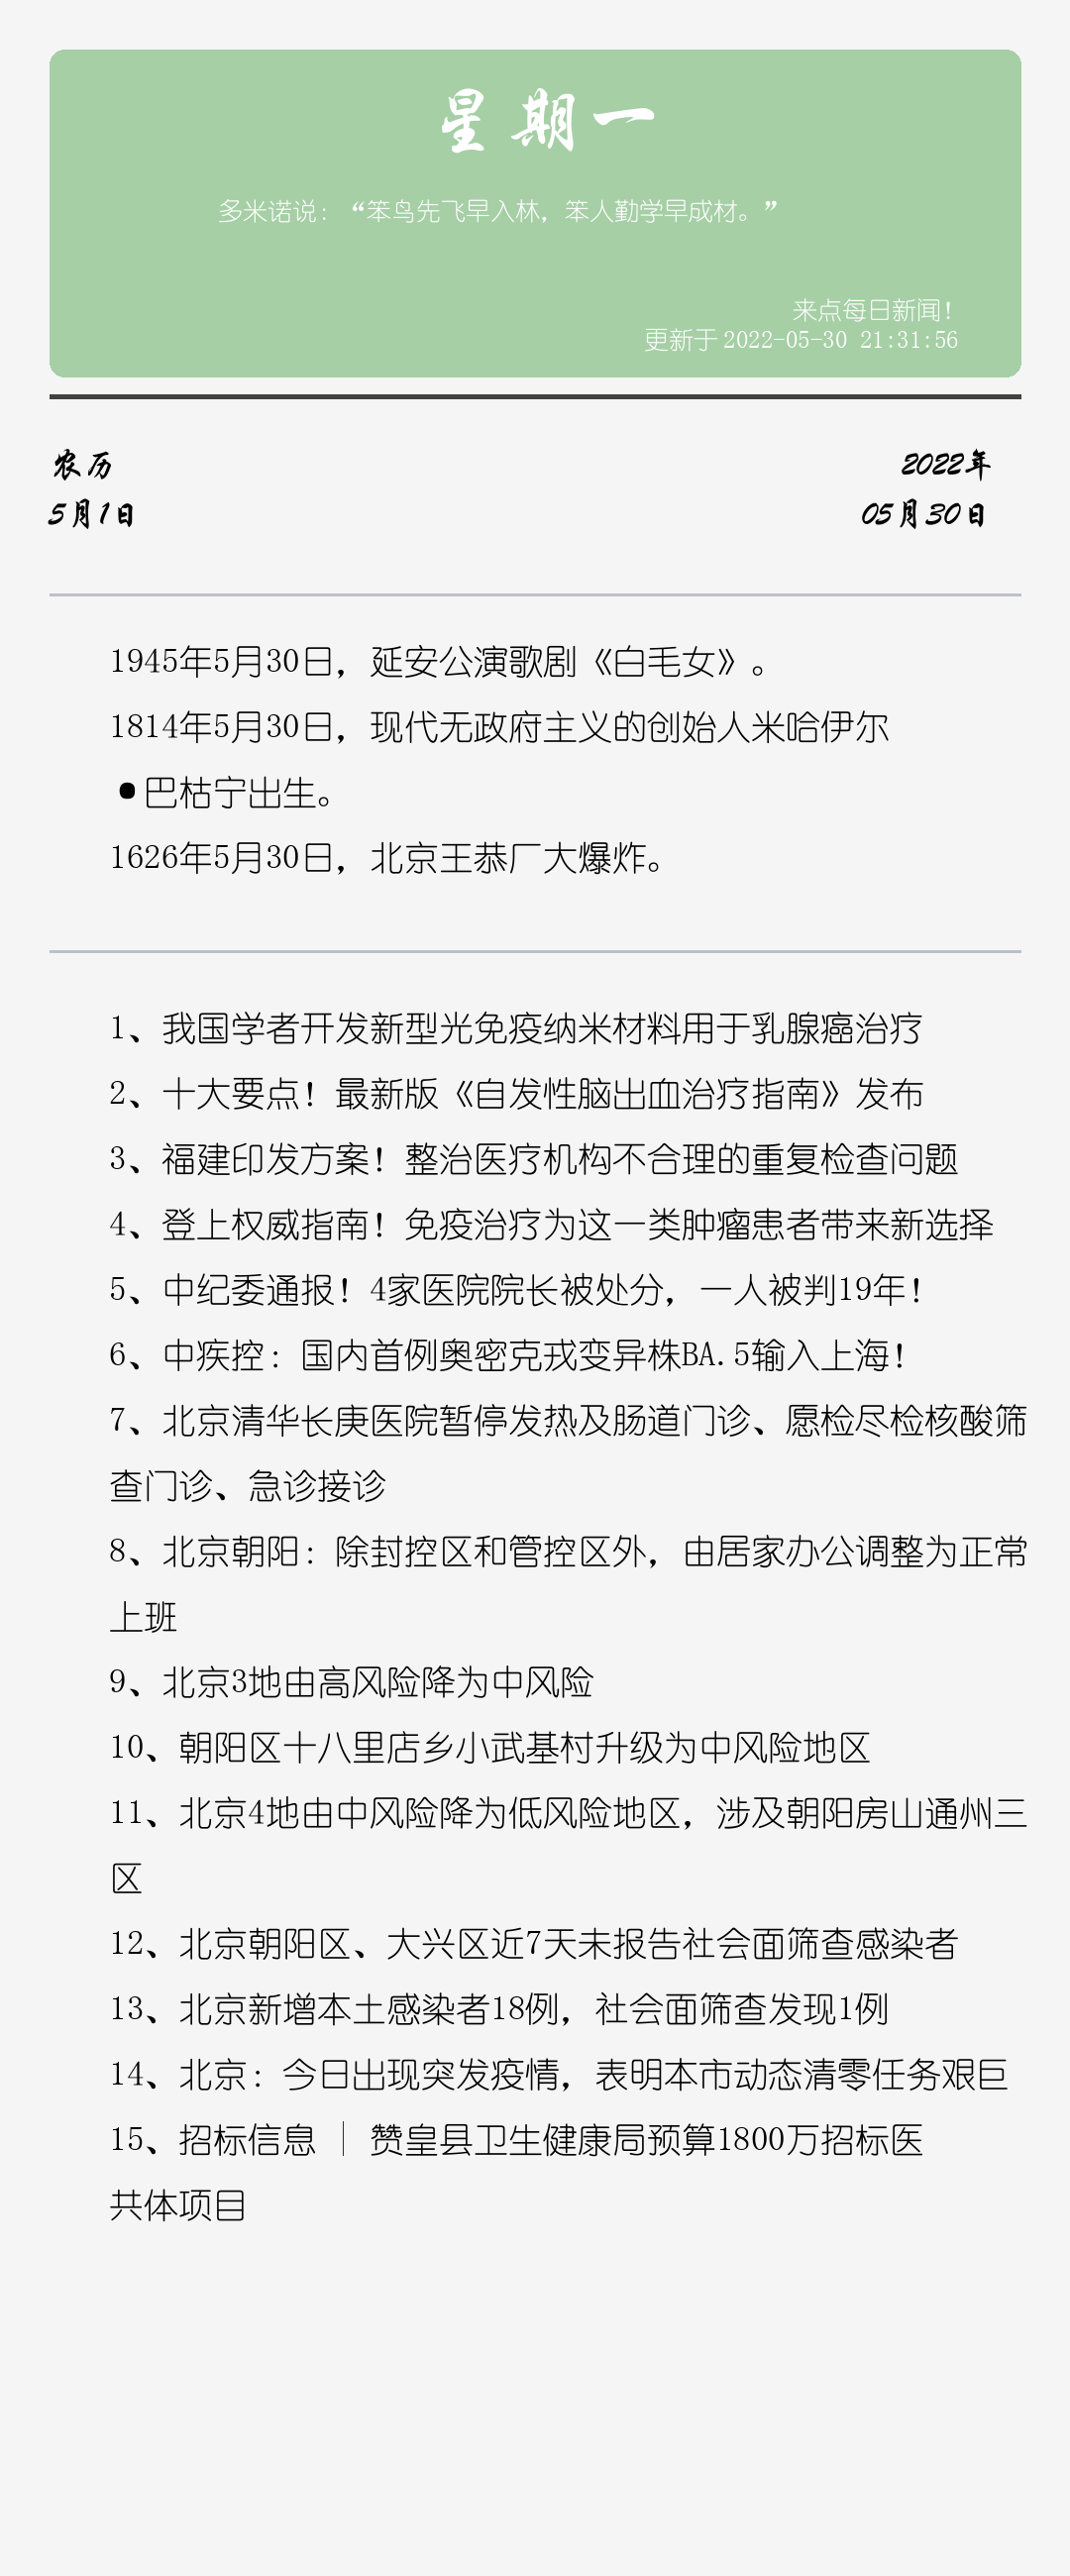 星期一
多米诺说：“笨鸟先飞早入林，笨人勤学早成材。”
来点每日新闻！
更新于2022-05-30 21:31:56
农历
2022年
5月1日
05月30日
1945年5月30日，延安公演歌剧《白毛女》。
1814年5月30日，现代无政府主义的创始人米哈伊尔
•巴枯宁出生。
1626年5月30日，北京王恭厂大爆炸。
1、我国学者开发新型光免疫纳米材料用于乳腺癌治疗
2、十大要点！最新版《自发性脑出血治疗指南》发布
3、福建印发方案！整治医疗机构不合理的重复检查问题
4、登上权威指南！免疫治疗为这一类肿瘤患者带来新选择
5、中纪委通报！4家医院院长被处分，一人被判19年！
6、中疾控：国内首例奥密克戎变异株BA.5输入上海！
7、北京清华长庚医院暂停发热及肠道门诊、愿检尽检核酸筛
查门诊、急诊接诊
8、北京朝阳：除封控区和管控区外，由居家办公调整为正常
上班
9、北京3地由高风险降为中风险
10、朝阳区十八里店乡小武基村升级为中风险地区
11、北京4地由中风险降为低风险地区，涉及朝阳房山通州三
区
12、北京朝阳区、大兴区近7天未报告社会面筛查感染者
13、北京新增本土感染者18例，社会面筛查发现1例
14、北京：今日出现突发疫情，表明本市动态清零任务艰巨
15、招标信息 | 赞皇县卫生健康局预算1800万招标医
共体项目